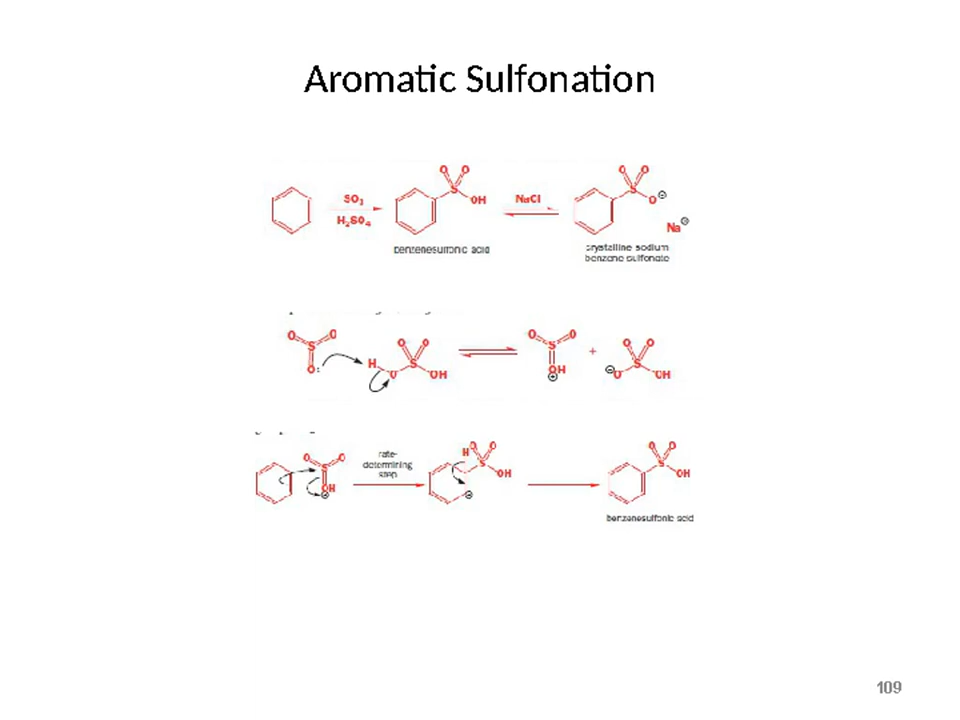 Aromatic Sulfonation
SO3
H2SO4
O O
S
OH
NaCl
O O
S
O⊖
Na⊕
benzenesulfonic acid
crystalline sodium
benzene sulfonate
O O
S
O:
H
O O
S
O OH
O O
S
OH
⊕
+
O O
S
⊖O OH
O O
S
OH
⊕
rate-
determining
step
H O O
S
OH
⊕
O O
S
OH
benzenesulfonic acid
109